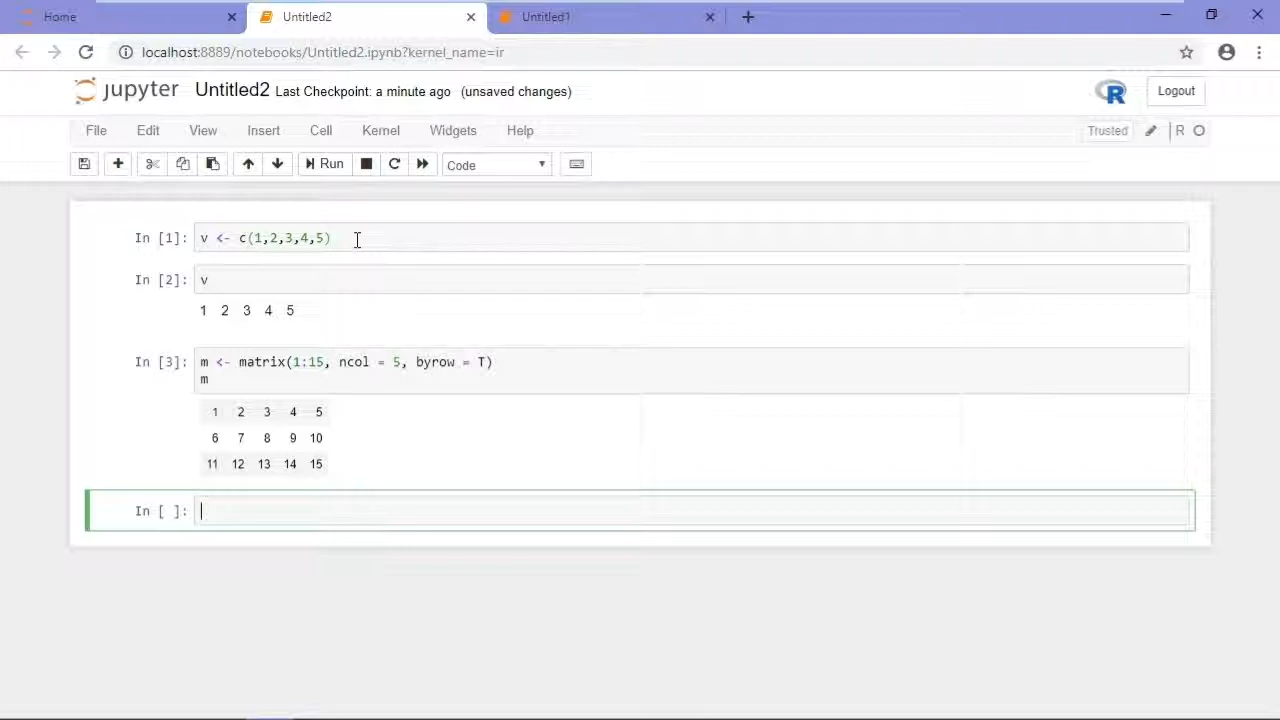 Home
Untitled2
Untitled1
localhost:8889/notebooks/Untitled2.ipynb?kernel_name=ir
jupyter Untitled2 Last Checkpoint: a minute ago (unsaved changes)
R
Logout
File Edit View Insert Cell Kernel Widgets Help
Trusted
R
Run
Code
In [1]: v <- c(1,2,3,4,5)
In [2]: v
1 2 3 4 5
In [3]: m <- matrix(1:15, ncol = 5, byrow = T)
m
1 2 3 4 5
6 7 8 9 10
11 12 13 14 15
In [ ]: